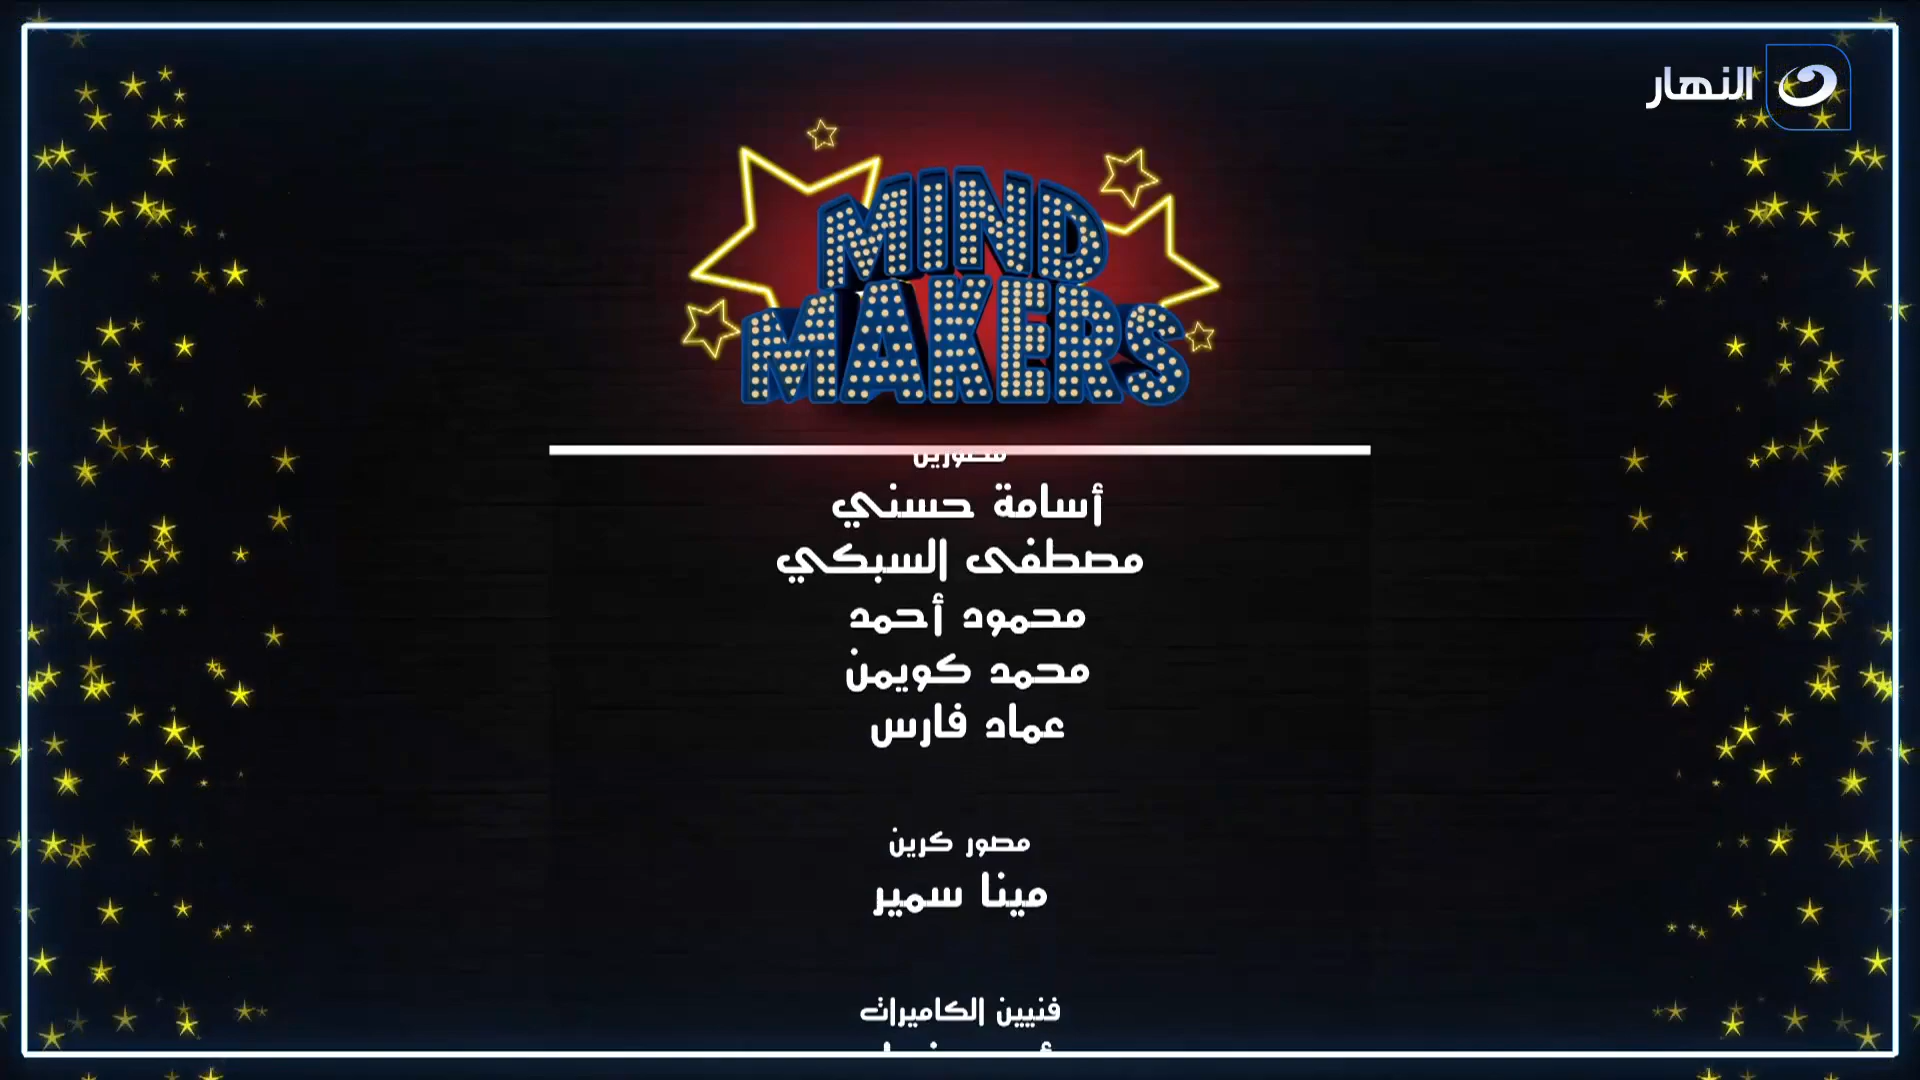 النهار
MIND
MAKERS
مصورين
أسامة حسني
مصطفى السبكي
محمود أحمد
محمد كويمن
عماد فارس
مصور كرين
مينا سمير
فنيين الكاميرات